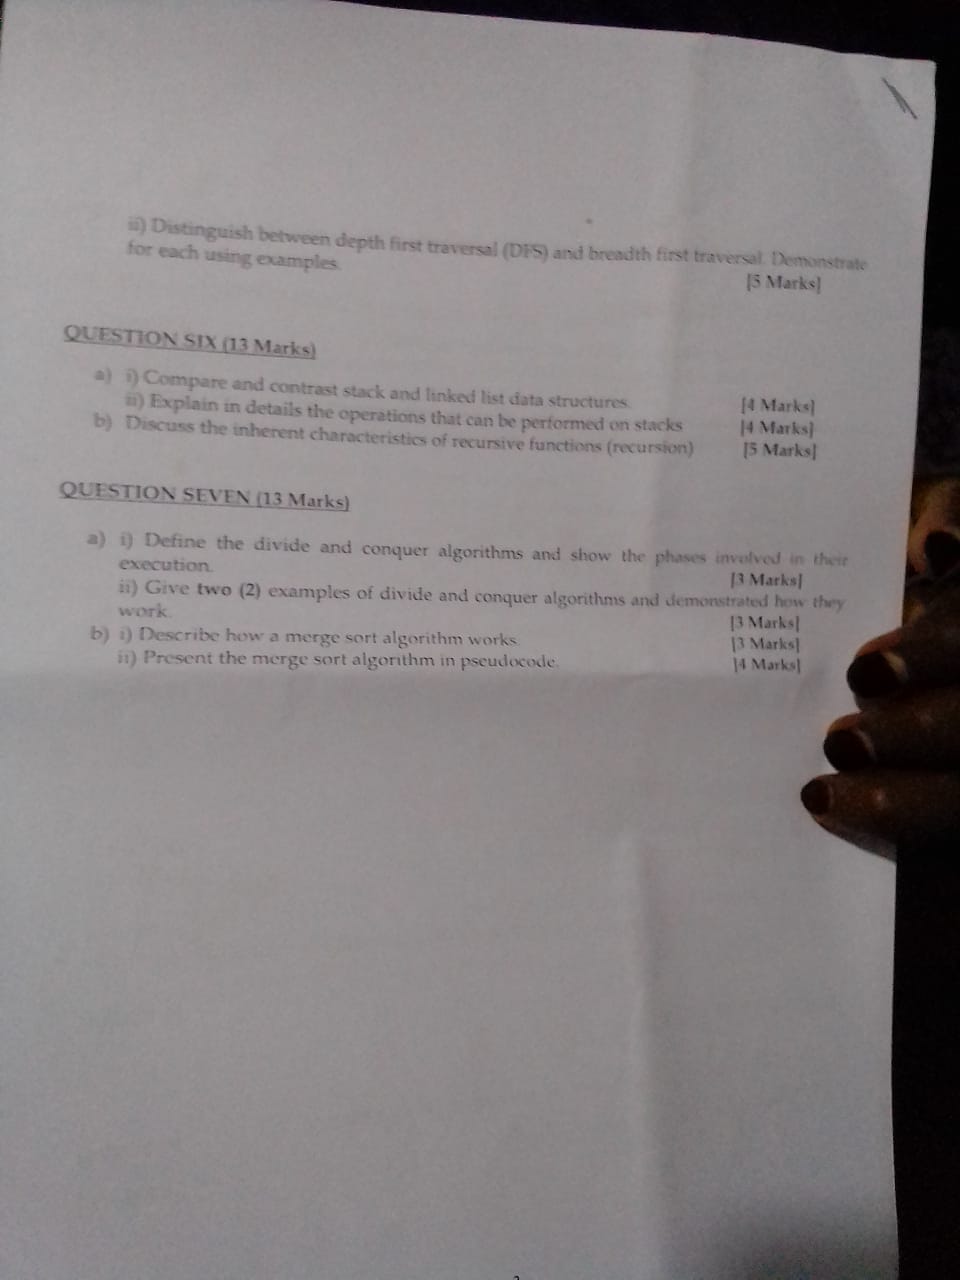 ii) Distinguish between depth first traversal (DFS) and breadth first traversal. Demonstrate
for each using examples.
[5 Marks]
QUESTION SIX (13 Marks)
a) i) Compare and contrast stack and linked list data structures. [4 Marks]
ii) Explain in details the operations that can be performed on stacks [4 Marks]
b) Discuss the inherent characteristics of recursive functions (recursion) [5 Marks]
QUESTION SEVEN (13 Marks)
a) i) Define the divide and conquer algorithms and show the phases involved in their
execution. [3 Marks]
ii) Give two (2) examples of divide and conquer algorithms and demonstrated how they
work. [3 Marks]
b) i) Describe how a merge sort algorithm works. [3 Marks]
ii) Present the merge sort algorithm in pseudocode. [4 Marks]